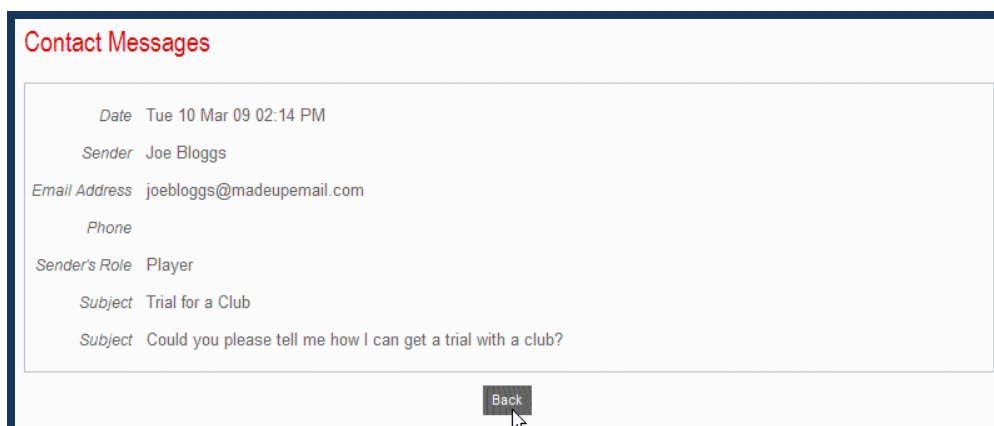 Contact Messages
Date Tue 10 Mar 09 02:14 PM
Sender Joe Bloggs
Email Address joebloggs@madeupemail.com
Phone
Sender's Role Player
Subject Trial for a Club
Subject Could you please tell me how I can get a trial with a club?
Back